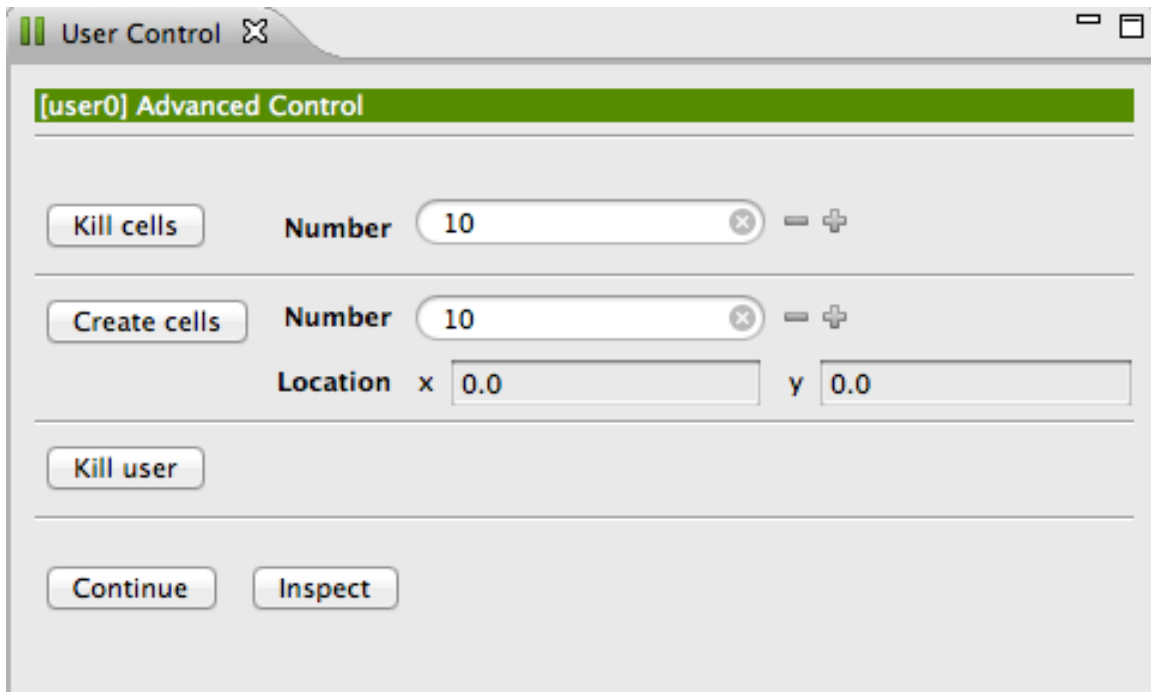 User Control
[user0] Advanced Control
Kill cells Number 10
Create cells Number 10
Location x 0.0 y 0.0
Kill user
Continue Inspect